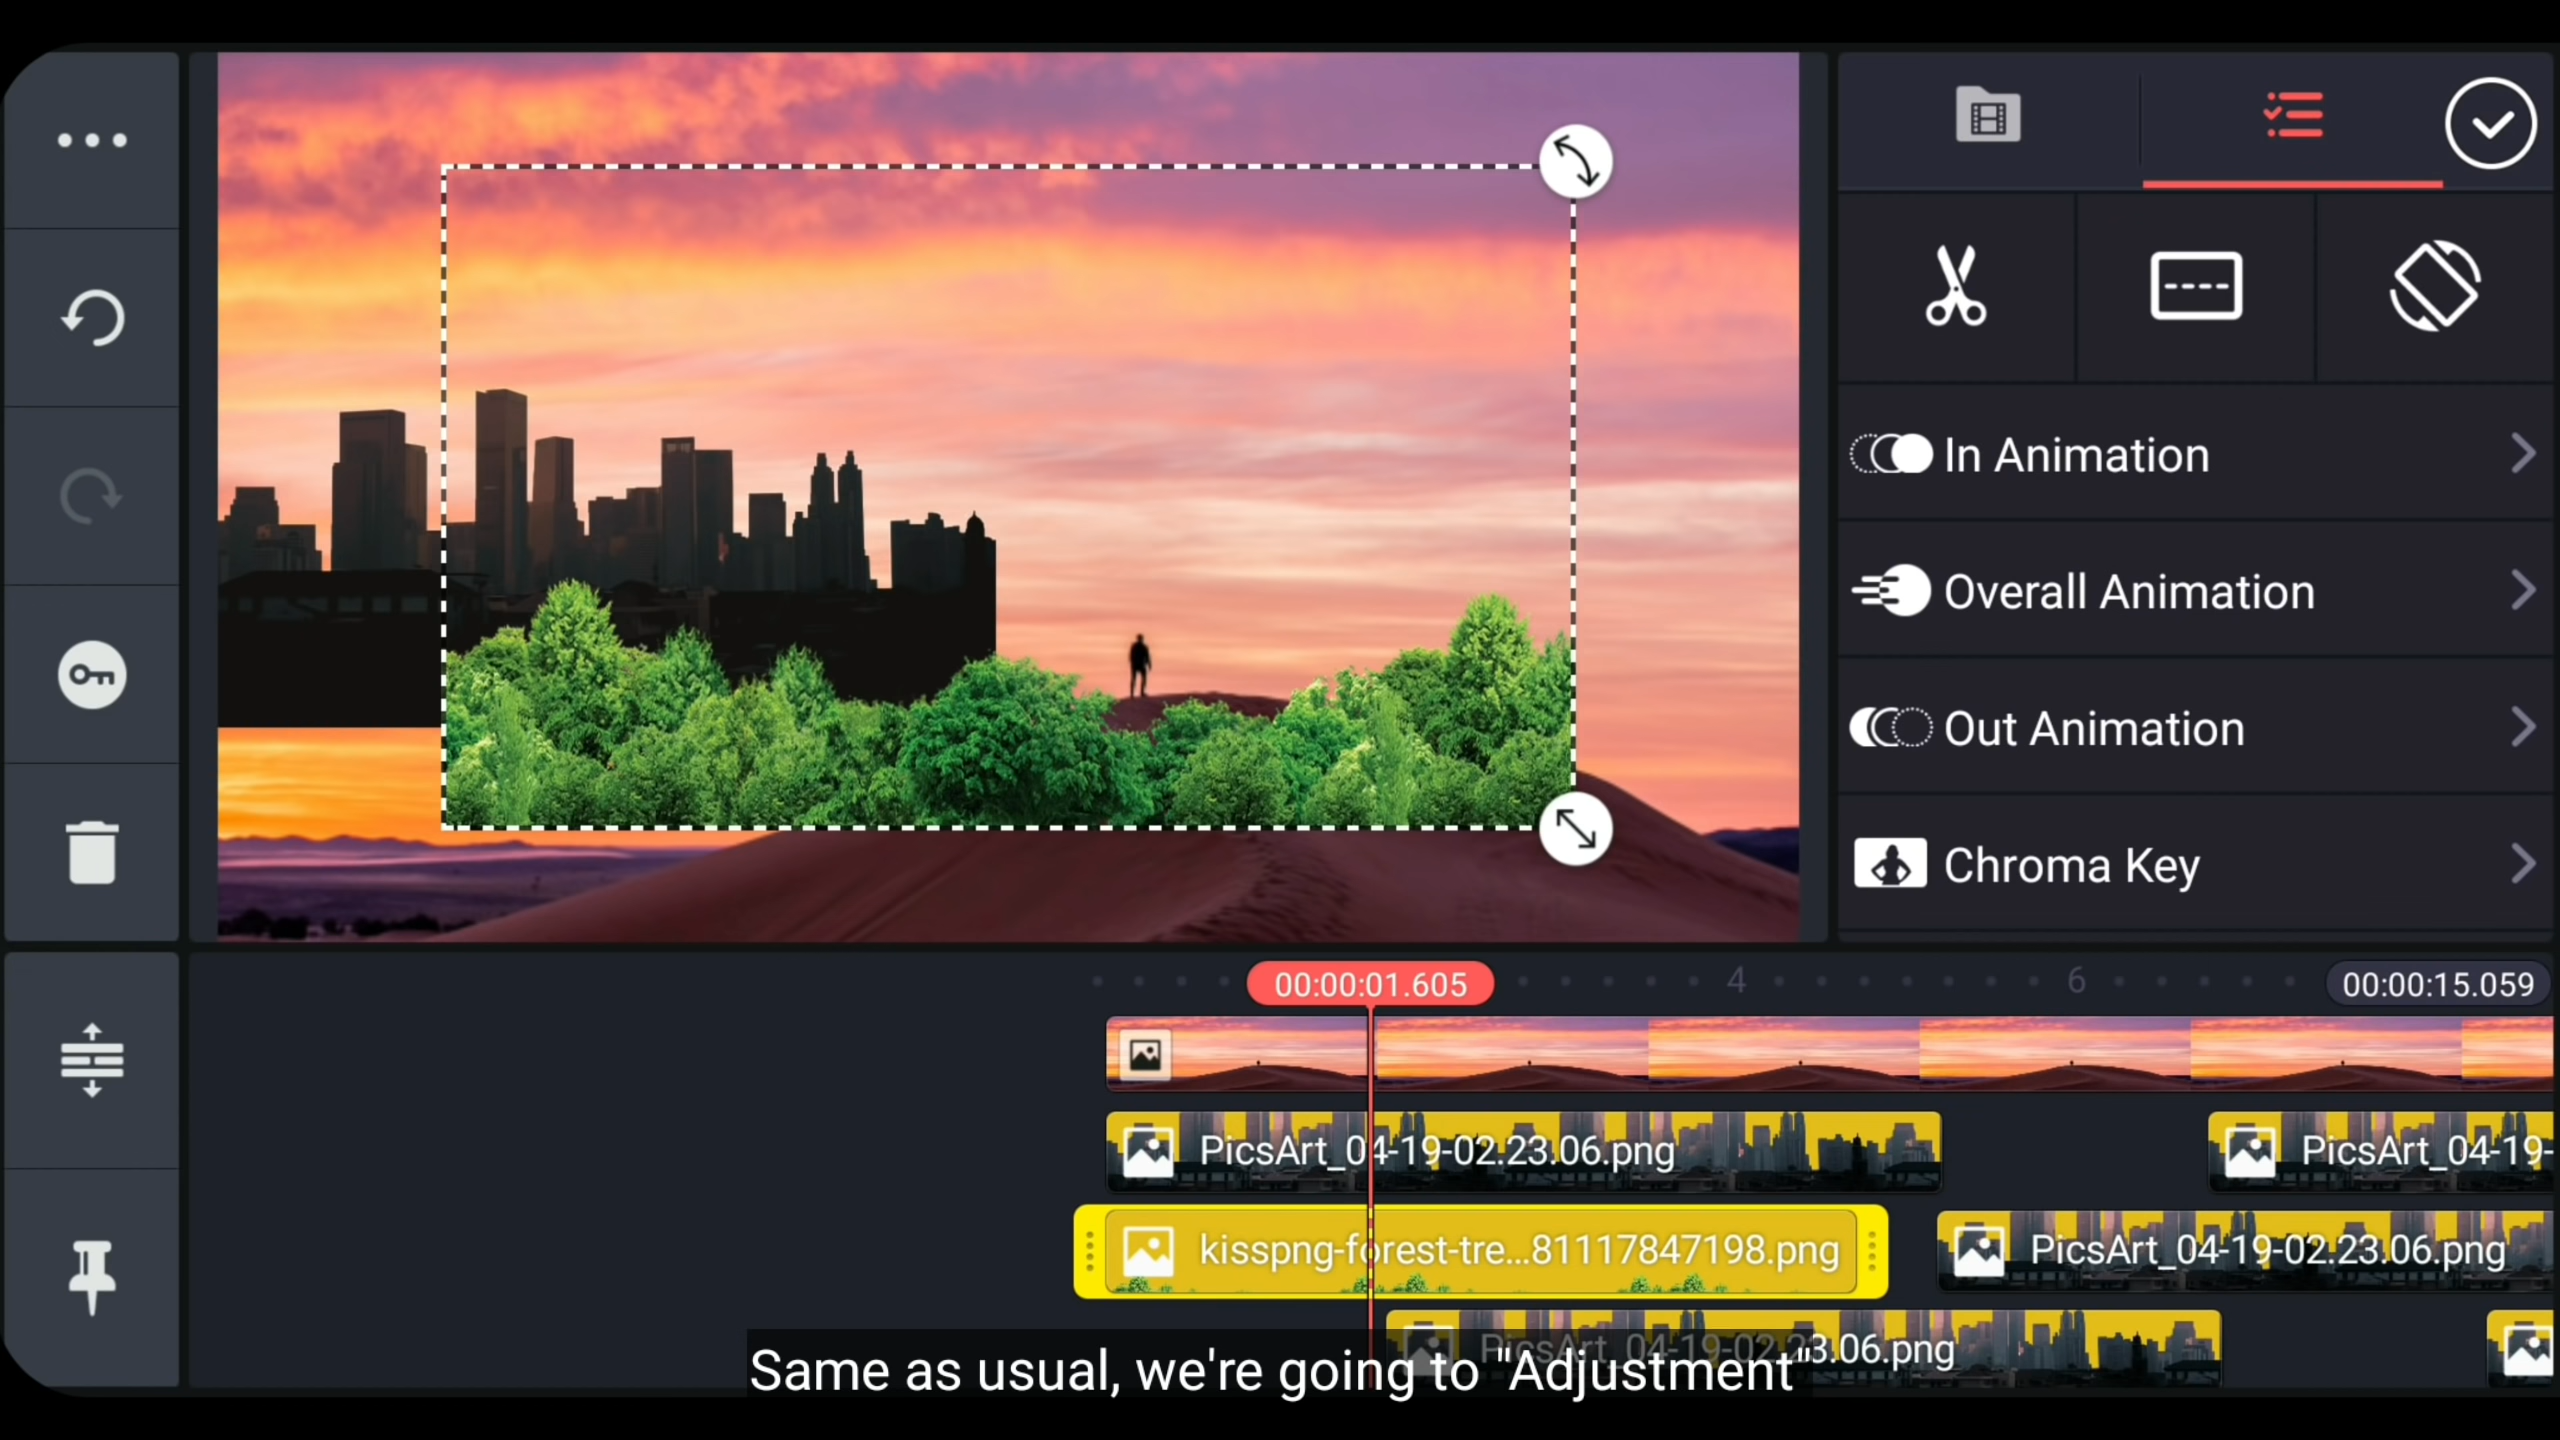 In Animation
Overall Animation
Out Animation
Chroma Key
00:00:01.605
4
6
00:00:15.059
PicsArt_04-19-02.23.06.png
PicsArt_04-19-
kisspng-forest-tre...81117847198.png
PicsArt_04-19-02.23.06.png
PicsArt_04-19-02.23.06.png
Same as usual, we're going to "Adjustment"